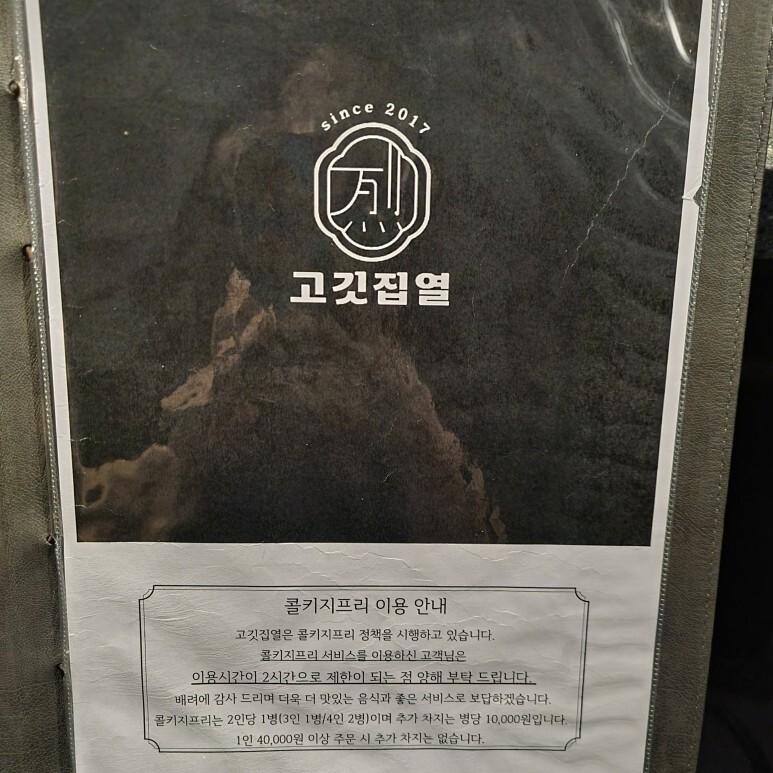 since 2017
고깃집열
콜키지프리 이용 안내
고깃집열은 콜키지프리 정책을 시행하고 있습니다.
콜키지프리 서비스를 이용하신 고객님은
이용시간이 2시간으로 제한이 되는 점 양해 부탁 드립니다.
배려에 감사 드리며 더욱 더 맛있는 음식과 좋은 서비스로 보답하겠습니다.
콜키지프리는 2인당 1병(3인 1병/4인 2병)이며 추가 차지는 병당 10,000원입니다.
1인 40,000원 이상 주문 시 추가 차지는 없습니다.